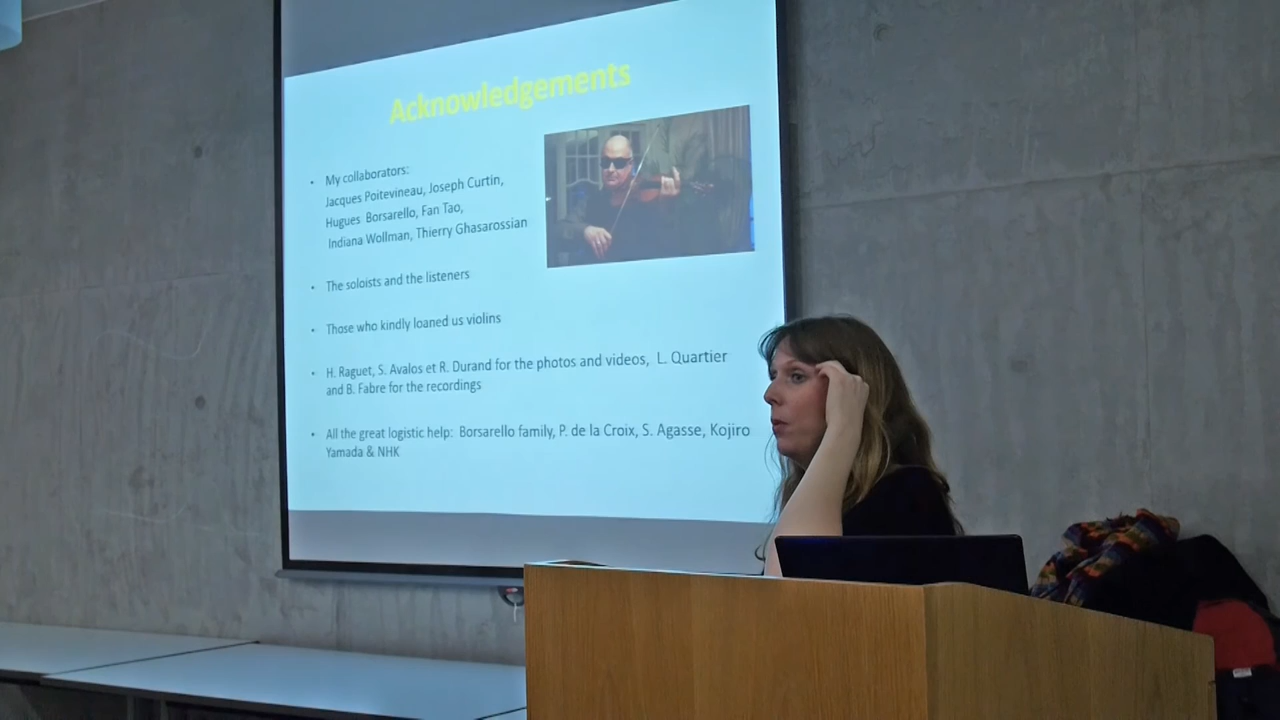 Acknowledgements
• My collaborators:
Jacques Poitevineau, Joseph Curtin,
Hugues Borsarello, Fan Tao,
Indiana Wollman, Thierry Ghasarossian
• The soloists and the listeners
• Those who kindly loaned us violins
• H. Raguet, S. Avalos et R. Durand for the photos and videos, L. Quartier
and B. Fabre for the recordings
• All the great logistic help: Borsarello family, P. de la Croix, S. Agasse, Kojiro
Yamada & NHK